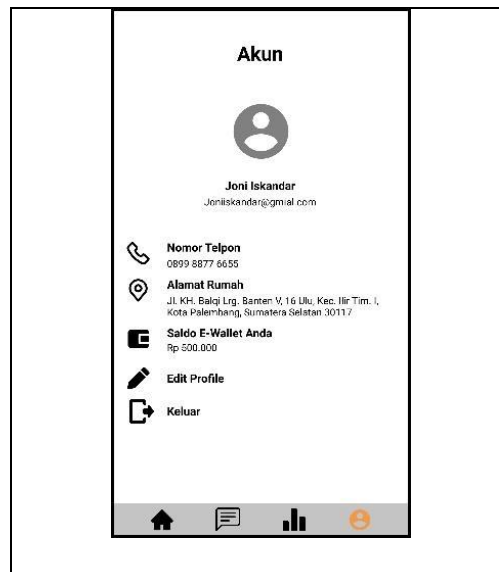 Akun
Joni Iskandar
Joniiskandar@gmial.com
Nomor Telpon
0899 8877 6655
Alamat Rumah
Jl. KH. Balqi Lrg. Banten V, 16 Ulu, Kec. Ilir Tim. I,
Kota Palembang, Sumatera Selatan 30117
Saldo E-Wallet Anda
Rp 500.000
Edit Profile
Keluar